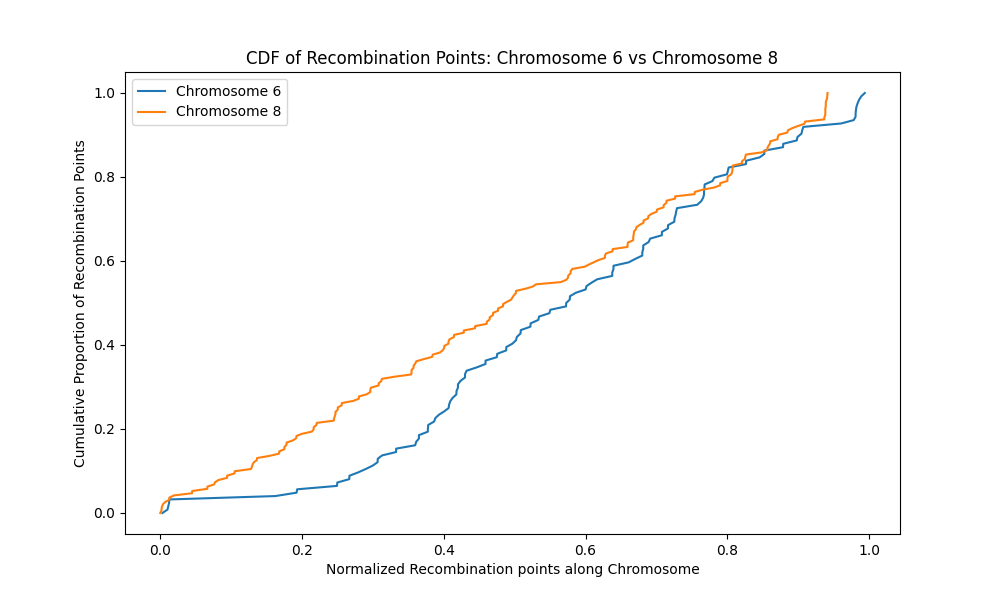 CDF of Recombination Points: Chromosome 6 vs Chromosome 8
Chromosome 6
Chromosome 8
Cumulative Proportion of Recombination Points
1.0
0.8
0.6
0.4
0.2
0.0
0.0 0.2 0.4 0.6 0.8 1.0
Normalized Recombination points along Chromosome